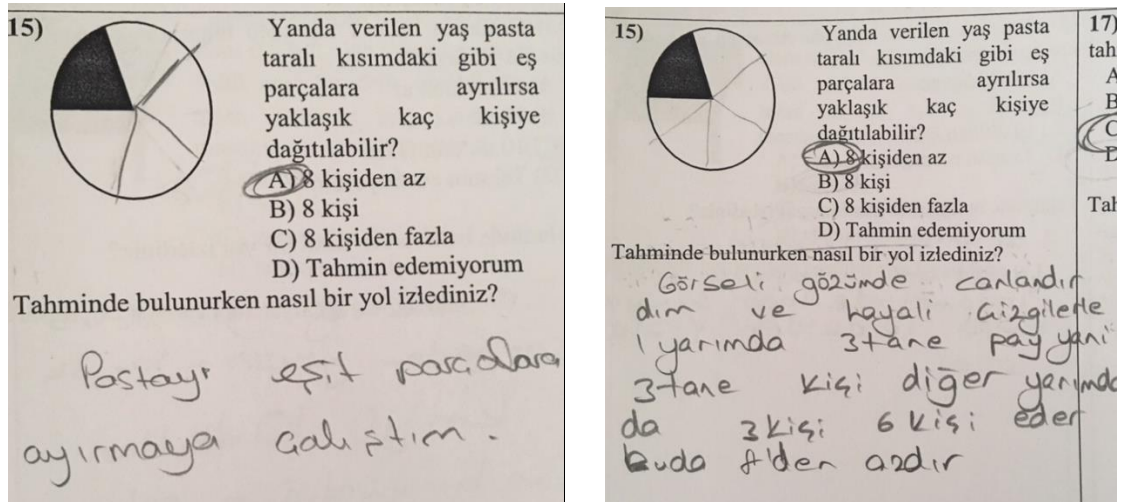 15)
Yanda verilen yaş pasta
taralı kısımdaki gibi eş
parçalara ayrılırsa
yaklaşık kaç kişiye
dağıtılabilir?
A) 8 kişiden az
B) 8 kişi
C) 8 kişiden fazla
D) Tahmin edemiyorum
Tahminde bulunurken nasıl bir yol izlediniz?
Pastayı eşit parçalara
ayırmaya çalıştım.
15)
Yanda verilen yaş pasta
taralı kısımdaki gibi eş
parçalara ayrılırsa
yaklaşık kaç kişiye
dağıtılabilir?
A) 8 kişiden az
B) 8 kişi
C) 8 kişiden fazla
D) Tahmin edemiyorum
Tahminde bulunurken nasıl bir yol izlediniz?
Görseli gözümde canlandır
dım ve hayali çizgilerle
1 yarımda 3 tane pay yani
3 tane kişi diğer yarımda
da 3 kişi 6 kişi eder
buda 8'den azdır
17)
tah
A
B
C
Tah